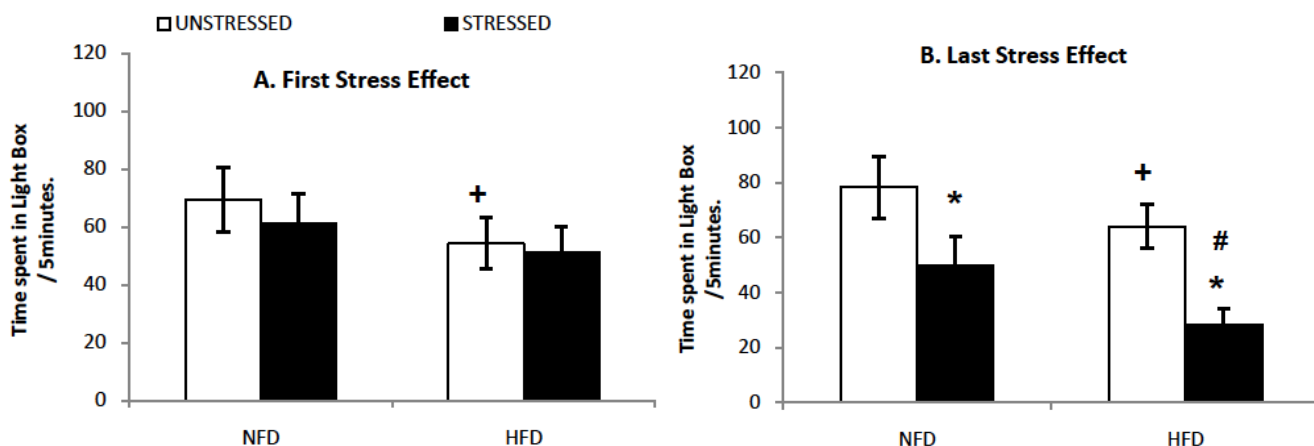 UNSTRESSED STRESSED
A. First Stress Effect
Time spent in Light Box
/ 5minutes.
120
100
80
60
40
20
0
+
NFD HFD
B. Last Stress Effect
Time spent in Light Box
/5minutes.
120
100
80
60
40
20
0
*
+
#
*
NFD HFD